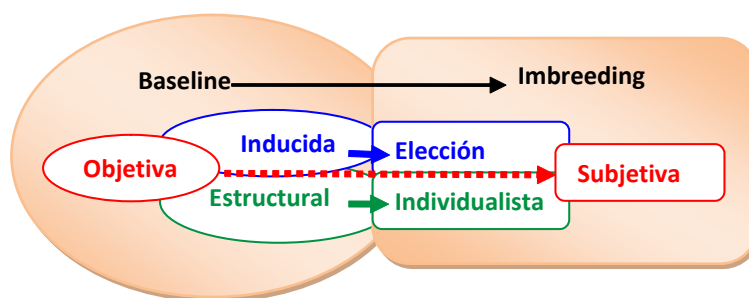 Baseline
Imbreeding
Inducida
Elección
Objetiva
Subjetiva
Estructural
Individualista